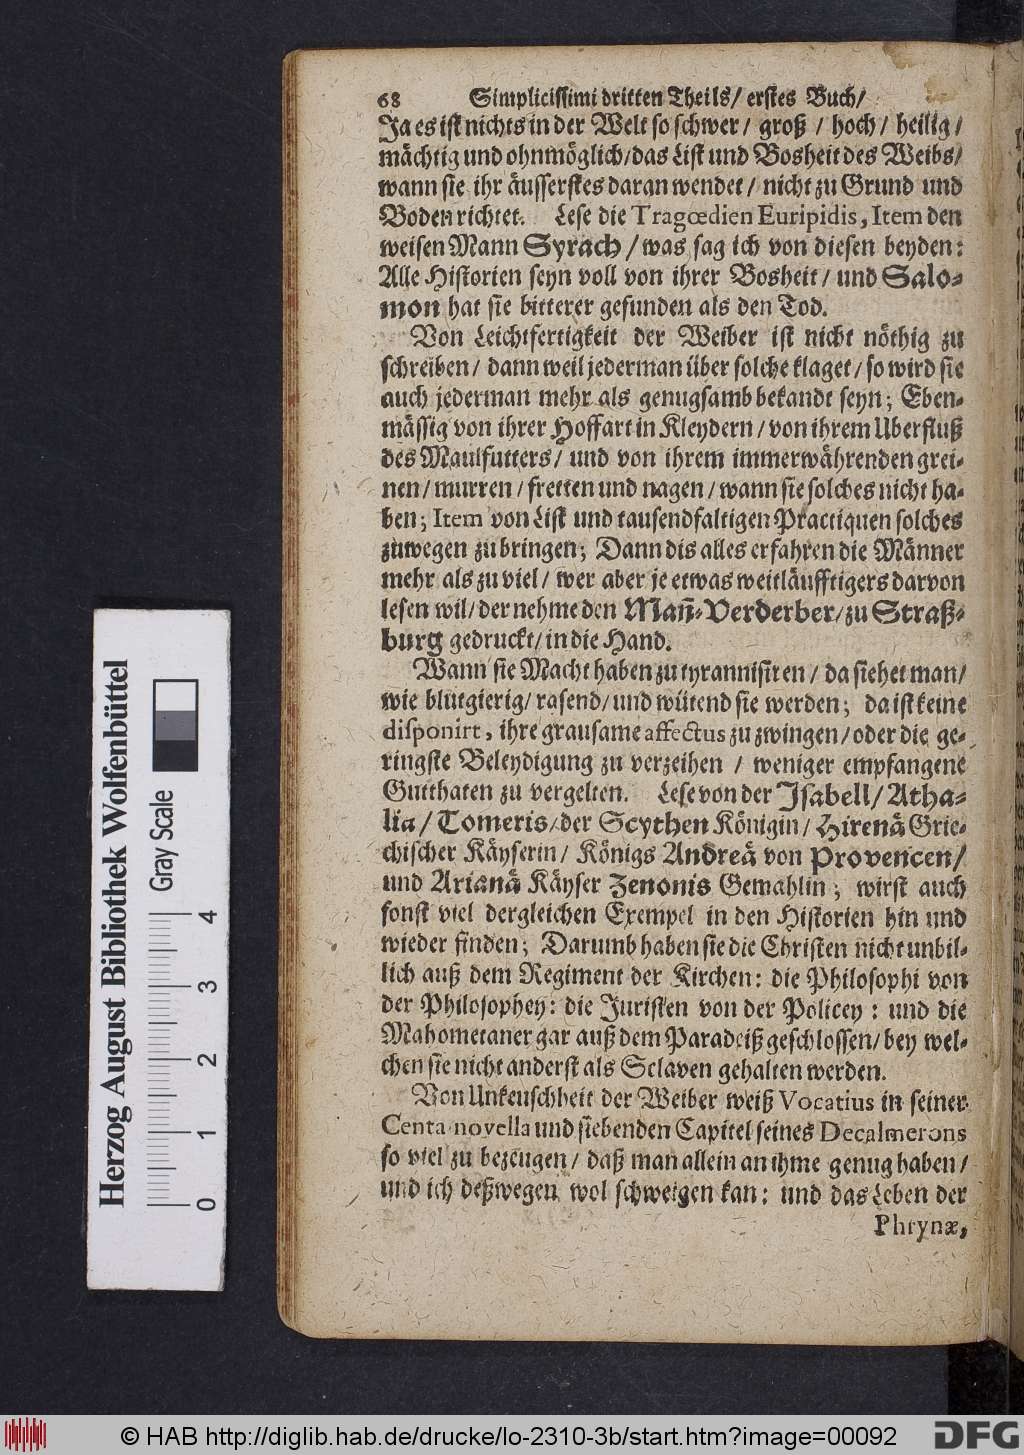 68 Simplicissimi dritten Theils/ erstes Buch/
Ja es ist nichts in der Welt so schwer / groß / hoch / heilig /
mächtig und ohnmöglich/das List und Bosheit des Weibs/
wann sie ihr äusserstes daran wendet / nicht zu Grund und
Boden richtet. Lese die Tragœdien Euripidis, Item den
weisen Mann Syrach / was sag ich von diesen beyden:
Alle Historien seyn voll von ihrer Bosheit / und Salo-
mon hat sie bitterer gefunden als den Tod.
Von Leichtfertigkeit der Weiber ist nicht nöthig zu
schreiben / dann weil jederman über solche klaget / so wird sie
auch jederman mehr als genugsamb bekandt seyn; Eben-
mässig von ihrer Hoffart in Kleydern / von ihrem Uberfluß
des Maulfutters / und von ihrem immerwährenden grei-
nen / murren / fretten und nagen / wann sie solches nicht ha-
ben; Item von List und tausendfaltigen Practiquen solches
zuwegen zu bringen; Dann dis alles erfahren die Männer
mehr als zu viel / wer aber je etwas weitläufftigers darvon
lesen wil / der nehme den Mañ-Verderber / zu Straß-
burg gedruckt / in die Hand.
Wann sie Macht haben zu tyrannisiren / da siehet man /
wie blutgierig / rasend / und wütend sie werden; da ist keine
disponirt, ihre grausame affectus zu zwingen / oder die ge-
ringste Beleydigung zu verzeihen / weniger empfangene
Gutthaten zu vergelten. Lese von der Isabell / Atha-
lia / Tomeris / der Scythen Königin / Hirenä Grie-
chischer Käyserin / Königs Andreä von Provencen /
und Arianä Käyser Zenonis Gemahlin; wirst auch
sonst viel dergleichen Exempel in den Historien hin und
wieder finden; Darumb haben sie die Christen nicht unbil-
lich auß dem Regiment der Kirchen: die Philosophi von
der Philosophey: die Juristen von der Policey: und die
Mahometaner gar auß dem Paradeiß geschlossen / bey wel-
chen sie nicht anderst als Sclaven gehalten werden.
Von Unkeuschheit der Weiber weiß Vocatius in seiner
Centa novella und siebenden Capitel seines Decalmerons
so viel zu bezeugen / daß man allein an ihme genug haben /
und ich deßwegen wol schweigen kan: und das Leben der
Phrynæ,
Herzog August Bibliothek Wolfenbüttel
Gray Scale
0 1 2 3 4
© HAB http://diglib.hab.de/drucke/lo-2310-3b/start.htm?image=00092
DFG